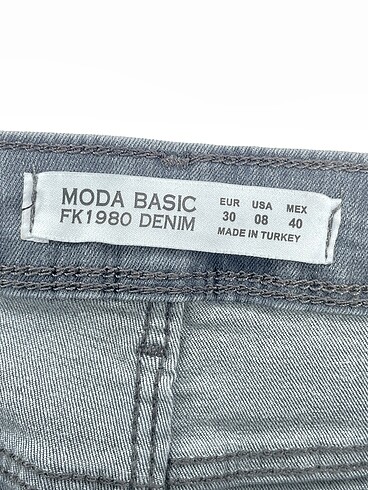 MODA BASIC
FK1980 DENIM
EUR USA MEX
30 08 40
MADE IN TURKEY